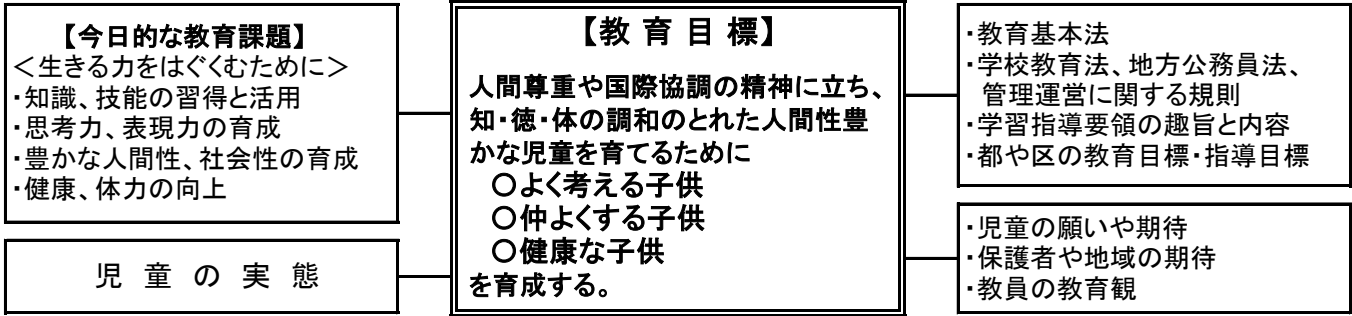 【今日的な教育課題】
＜生きる力をはぐくむために＞
・知識、技能の習得と活用
・思考力、表現力の育成
・豊かな人間性、社会性の育成
・健康、体力の向上
児 童 の 実 態
【教 育 目 標】
人間尊重や国際協調の精神に立ち、
知・徳・体の調和のとれた人間性豊
かな児童を育てるために
○よく考える子供
○仲よくする子供
○健康な子供
を育成する。
・教育基本法
・学校教育法、地方公務員法、
管理運営に関する規則
・学習指導要領の趣旨と内容
・都や区の教育目標・指導目標
・児童の願いや期待
・保護者や地域の期待
・教員の教育観